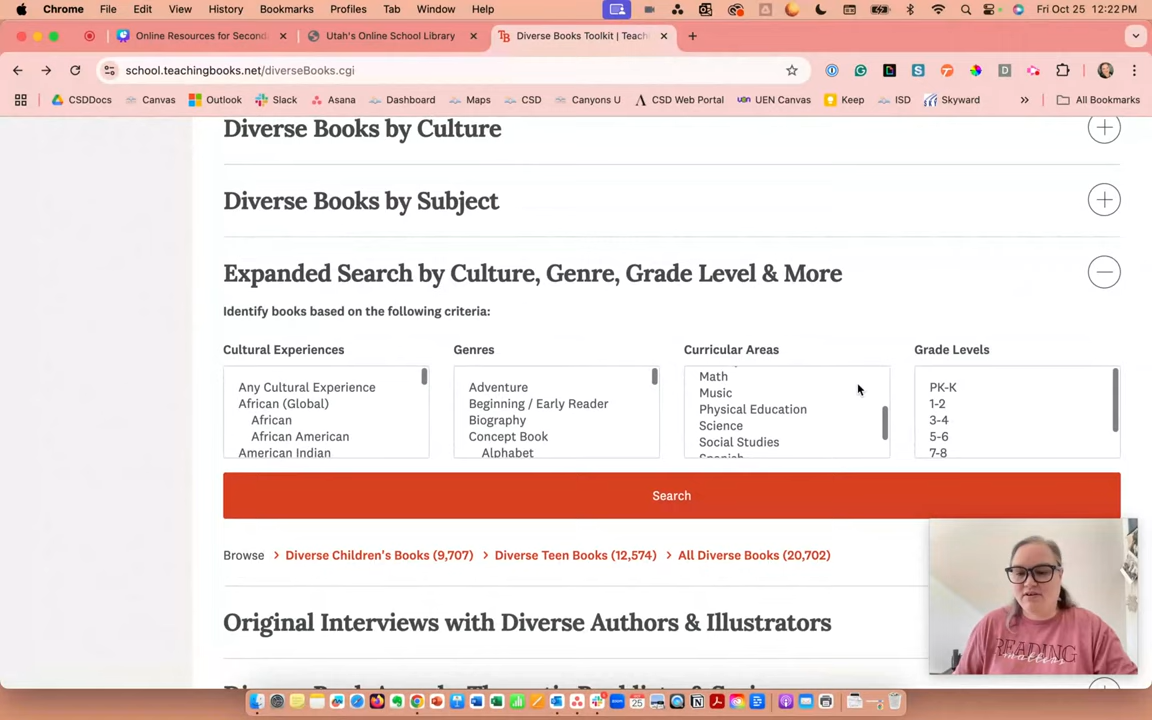 Chrome File Edit View History Bookmarks Profiles Tab Window Help Fri Oct 25 12:22 PM
Online Resources for Second Utah's Online School Library Diverse Books Toolkit | Teach
school.teachingbooks.net/diverseBooks.cgi
CSDDocs Canvas Outlook Slack Asana Dashboard Maps CSD Canyons U CSD Web Portal UEN Canvas Keep ISD Skyward All Bookmarks
Diverse Books by Culture
Diverse Books by Subject
Expanded Search by Culture, Genre, Grade Level & More
Identify books based on the following criteria:
Cultural Experiences Genres Curricular Areas Grade Levels
Any Cultural Experience
African (Global)
African
African American
American Indian
Adventure
Beginning / Early Reader
Biography
Concept Book
Alphabet
Math
Music
Physical Education
Science
Social Studies
Spanish
PK-K
1-2
3-4
5-6
7-8
Search
Browse Diverse Children's Books (9,707) Diverse Teen Books (12,574) All Diverse Books (20,702)
READING
matters
Original Interviews with Diverse Authors & Illustrators